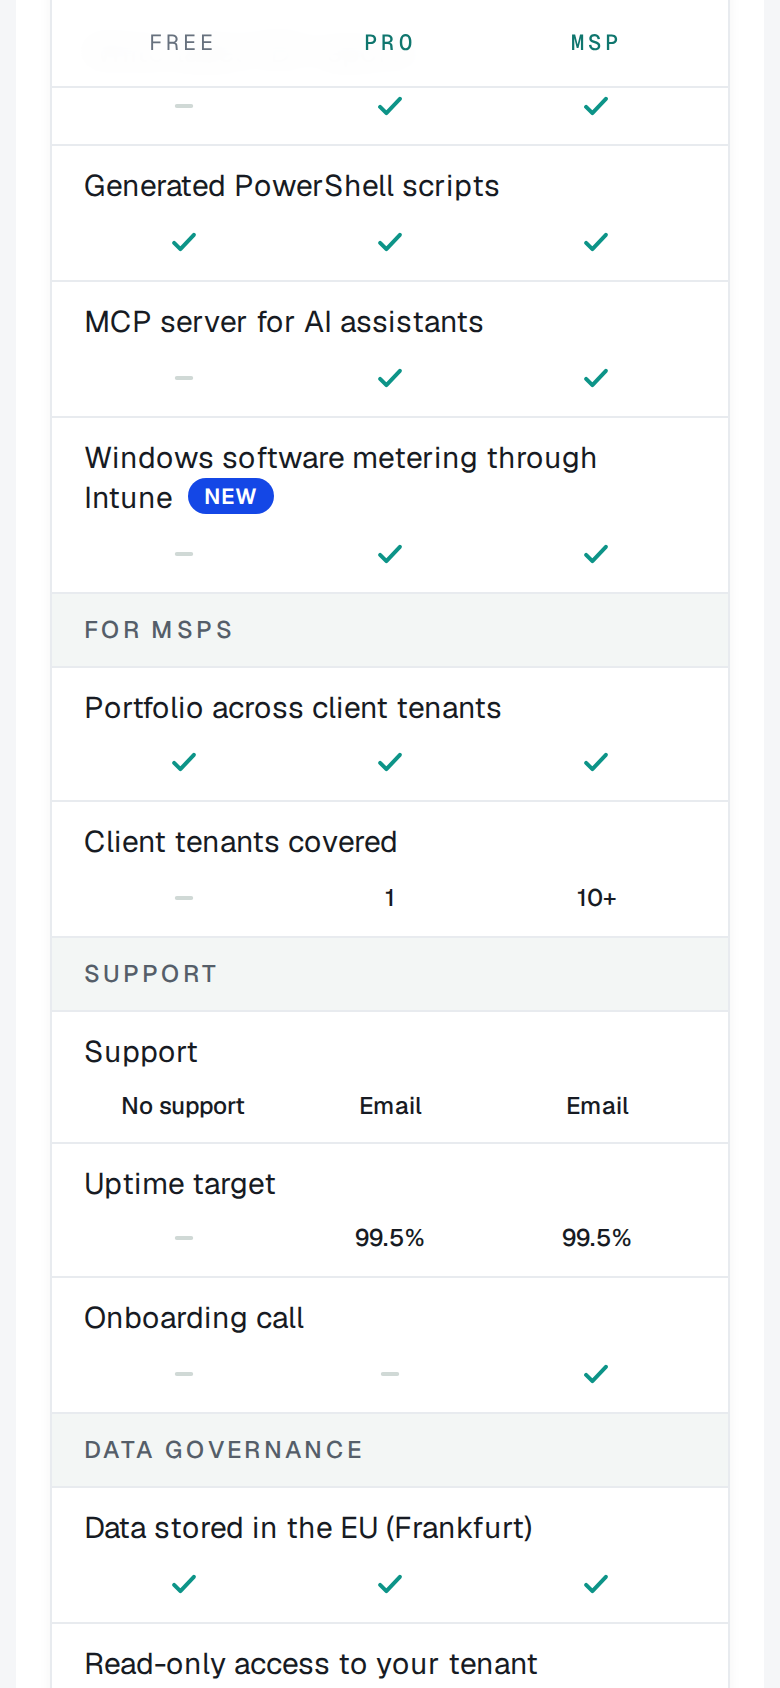 FREE PRO MSP
– ✓ ✓
Generated PowerShell scripts
✓ ✓ ✓
MCP server for AI assistants
– ✓ ✓
Windows software metering through
Intune NEW
– ✓ ✓
FOR MSPS
Portfolio across client tenants
✓ ✓ ✓
Client tenants covered
– 1 10+
SUPPORT
Support
No support Email Email
Uptime target
– 99.5% 99.5%
Onboarding call
– – ✓
DATA GOVERNANCE
Data stored in the EU (Frankfurt)
✓ ✓ ✓
Read-only access to your tenant